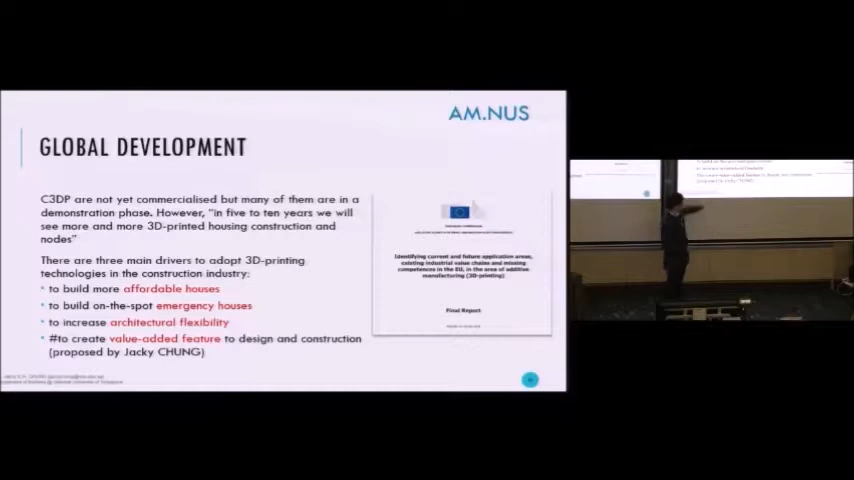 AM.NUS
GLOBAL DEVELOPMENT
C3DP are not yet commercialised but many of them are in a
demonstration phase. However, "in five to ten years we will
see more and more 3D-printed housing construction and
nodes"
There are three main drivers to adopt 3D-printing
technologies in the construction industry:
• to build more affordable houses
• to build on-the-spot emergency houses
• to increase architectural flexibility
• #to create value-added feature to design and construction
(proposed by Jacky CHUNG)
Identifying current and future application areas,
existing industrial value chains and missing
competences in the EU, in the area of additive
manufacturing (3D-printing)
Final Report